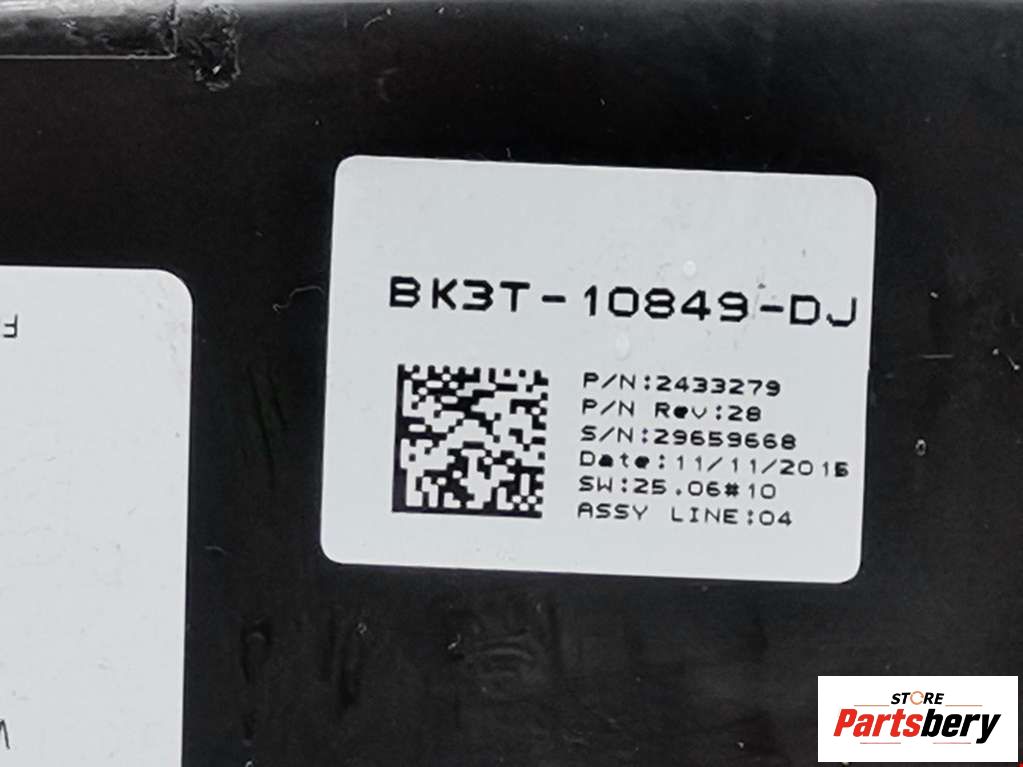 BK3T-10849-DJ
P/N:2433279
P/N Rev:28
S/N:29659668
Date:11/11/2015
SW:25.06#10
ASSY LINE:04
STORE
Partsbery